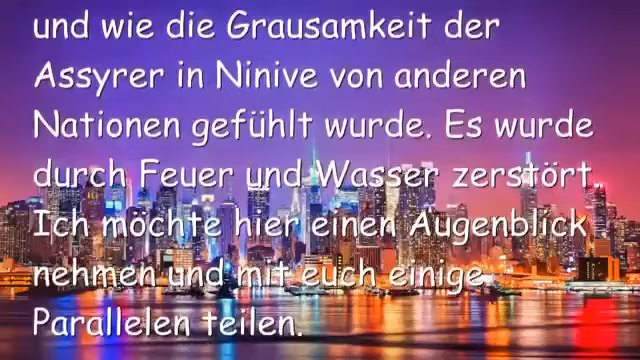 und wie die Grausamkeit der
Assyrer in Ninive von anderen
Nationen gefühlt wurde. Es wurde
durch Feuer und Wasser zerstört.
Ich möchte hier einen Augenblick
nehmen und mit euch einige
Parallelen teilen.